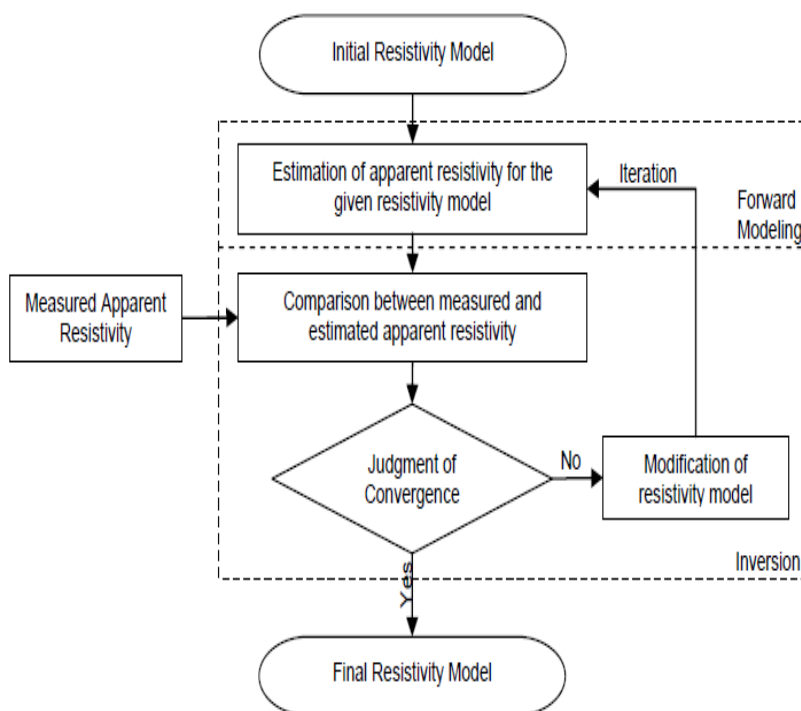 Initial Resistivity Model
Estimation of apparent resistivity for the
given resistivity model
Iteration
Forward
Modeling
Measured Apparent
Resistivity
Comparison between measured and
estimated apparent resistivity
Judgment of
Convergence
No
Modification of
resistivity model
Inversion
Yes
Final Resistivity Model